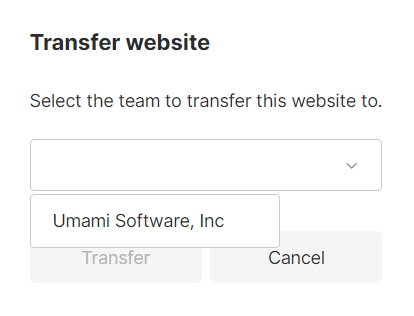 Transfer website
Select the team to transfer this website to.
Umami Software, Inc
Transfer
Cancel